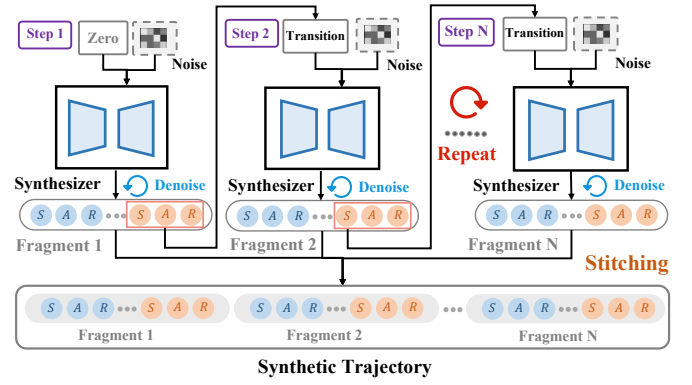 Step 1
Zero
Noise
Step 2
Transition
Noise
Step N
Transition
Noise
Repeat
Synthesizer
Denoise
Synthesizer
Denoise
Synthesizer
Denoise
S A R S A R
S A R S A R
S A R S A R
Fragment 1
Fragment 2
Fragment N
Stitching
S A R S A R
S A R S A R
S A R S A R
Fragment 1
Fragment 2
Fragment N
Synthetic Trajectory